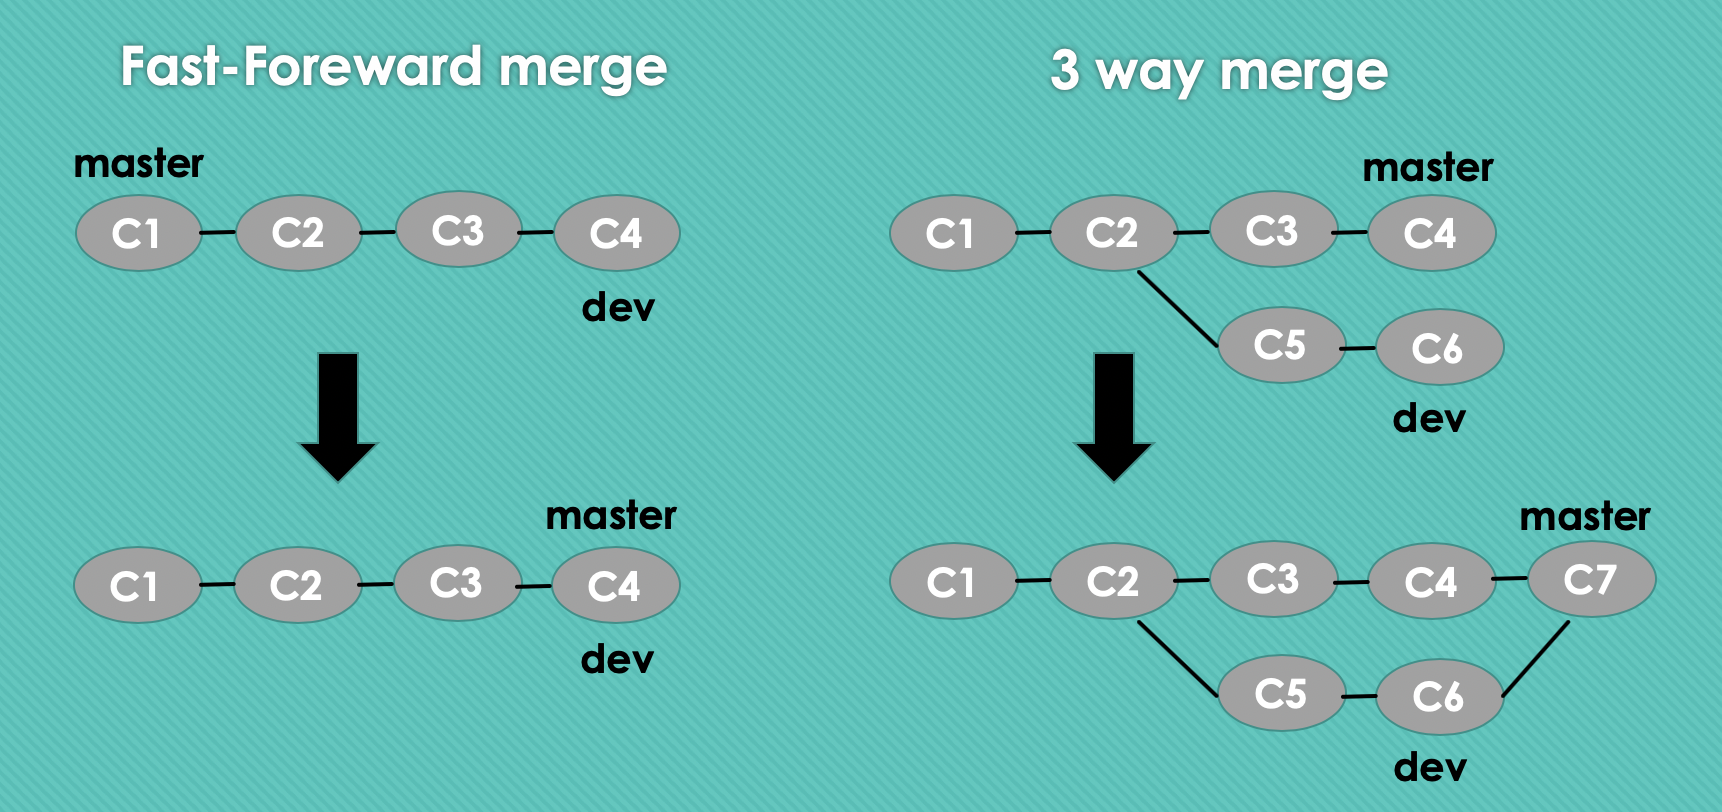 Fast-Foreward merge
master
C1 C2 C3 C4
dev
master
C1 C2 C3 C4
dev
3 way merge
master
C1 C2 C3 C4
C5 C6
dev
master
C1 C2 C3 C4 C7
C5 C6
dev